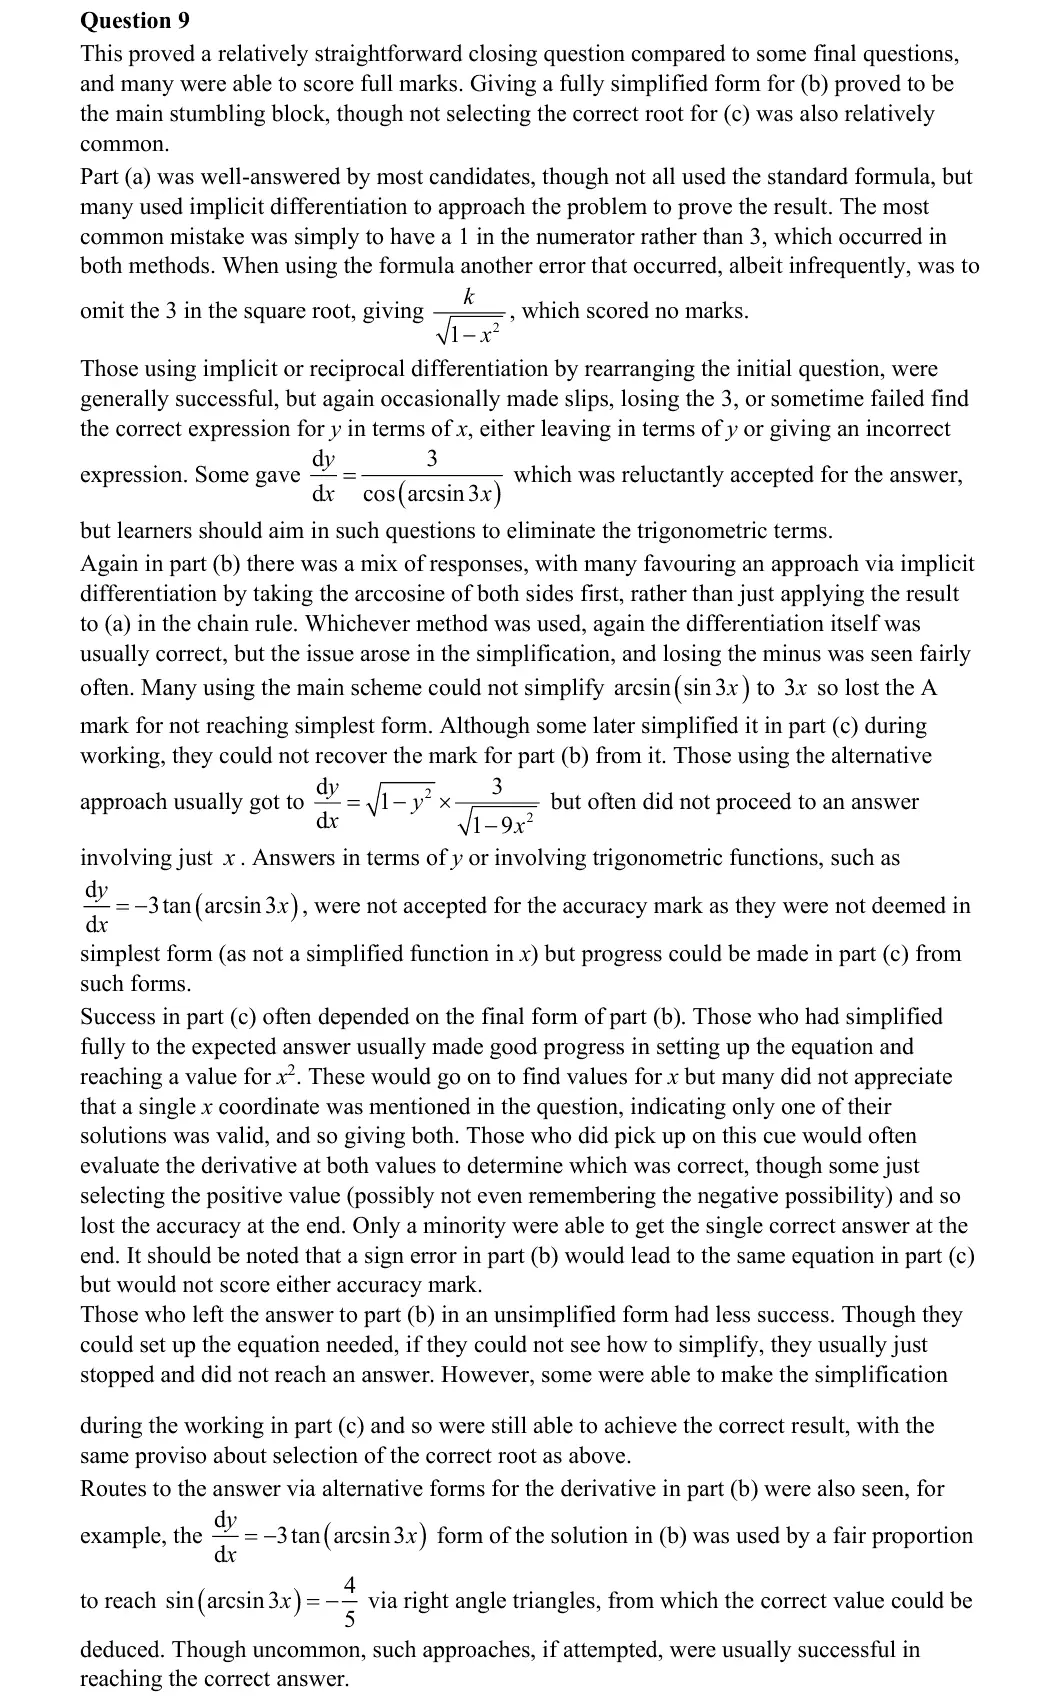 Question 9
This proved a relatively straightforward closing question compared to some final questions,
and many were able to score full marks. Giving a fully simplified form for (b) proved to be
the main stumbling block, though not selecting the correct root for (c) was also relatively
common.
Part (a) was well-answered by most candidates, though not all used the standard formula, but
many used implicit differentiation to approach the problem to prove the result. The most
common mistake was simply to have a 1 in the numerator rather than 3, which occurred in
both methods. When using the formula another error that occurred, albeit infrequently, was to
omit the 3 in the square root, giving k/√(1−x²), which scored no marks.
Those using implicit or reciprocal differentiation by rearranging the initial question, were
generally successful, but again occasionally made slips, losing the 3, or sometime failed find
the correct expression for y in terms of x, either leaving in terms of y or giving an incorrect
expression. Some gave dy/dx = 3/cos(arcsin 3x) which was reluctantly accepted for the answer,
but learners should aim in such questions to eliminate the trigonometric terms.
Again in part (b) there was a mix of responses, with many favouring an approach via implicit
differentiation by taking the arccosine of both sides first, rather than just applying the result
to (a) in the chain rule. Whichever method was used, again the differentiation itself was
usually correct, but the issue arose in the simplification, and losing the minus was seen fairly
often. Many using the main scheme could not simplify arcsin(sin 3x) to 3x so lost the A
mark for not reaching simplest form. Although some later simplified it in part (c) during
working, they could not recover the mark for part (b) from it. Those using the alternative
approach usually got to dy/dx = √(1−y²) × 3/√(1−9x²) but often did not proceed to an answer
involving just x. Answers in terms of y or involving trigonometric functions, such as
dy/dx = −3 tan(arcsin 3x), were not accepted for the accuracy mark as they were not deemed in
simplest form (as not a simplified function in x) but progress could be made in part (c) from
such forms.
Success in part (c) often depended on the final form of part (b). Those who had simplified
fully to the expected answer usually made good progress in setting up the equation and
reaching a value for x². These would go on to find values for x but many did not appreciate
that a single x coordinate was mentioned in the question, indicating only one of their
solutions was valid, and so giving both. Those who did pick up on this cue would often
evaluate the derivative at both values to determine which was correct, though some just
selecting the positive value (possibly not even remembering the negative possibility) and so
lost the accuracy at the end. Only a minority were able to get the single correct answer at the
end. It should be noted that a sign error in part (b) would lead to the same equation in part (c)
but would not score either accuracy mark.
Those who left the answer to part (b) in an unsimplified form had less success. Though they
could set up the equation needed, if they could not see how to simplify, they usually just
stopped and did not reach an answer. However, some were able to make the simplification
during the working in part (c) and so were still able to achieve the correct result, with the
same proviso about selection of the correct root as above.
Routes to the answer via alternative forms for the derivative in part (b) were also seen, for
example, the dy/dx = −3 tan(arcsin 3x) form of the solution in (b) was used by a fair proportion
to reach sin(arcsin 3x) = −4/5 via right angle triangles, from which the correct value could be
deduced. Though uncommon, such approaches, if attempted, were usually successful in
reaching the correct answer.